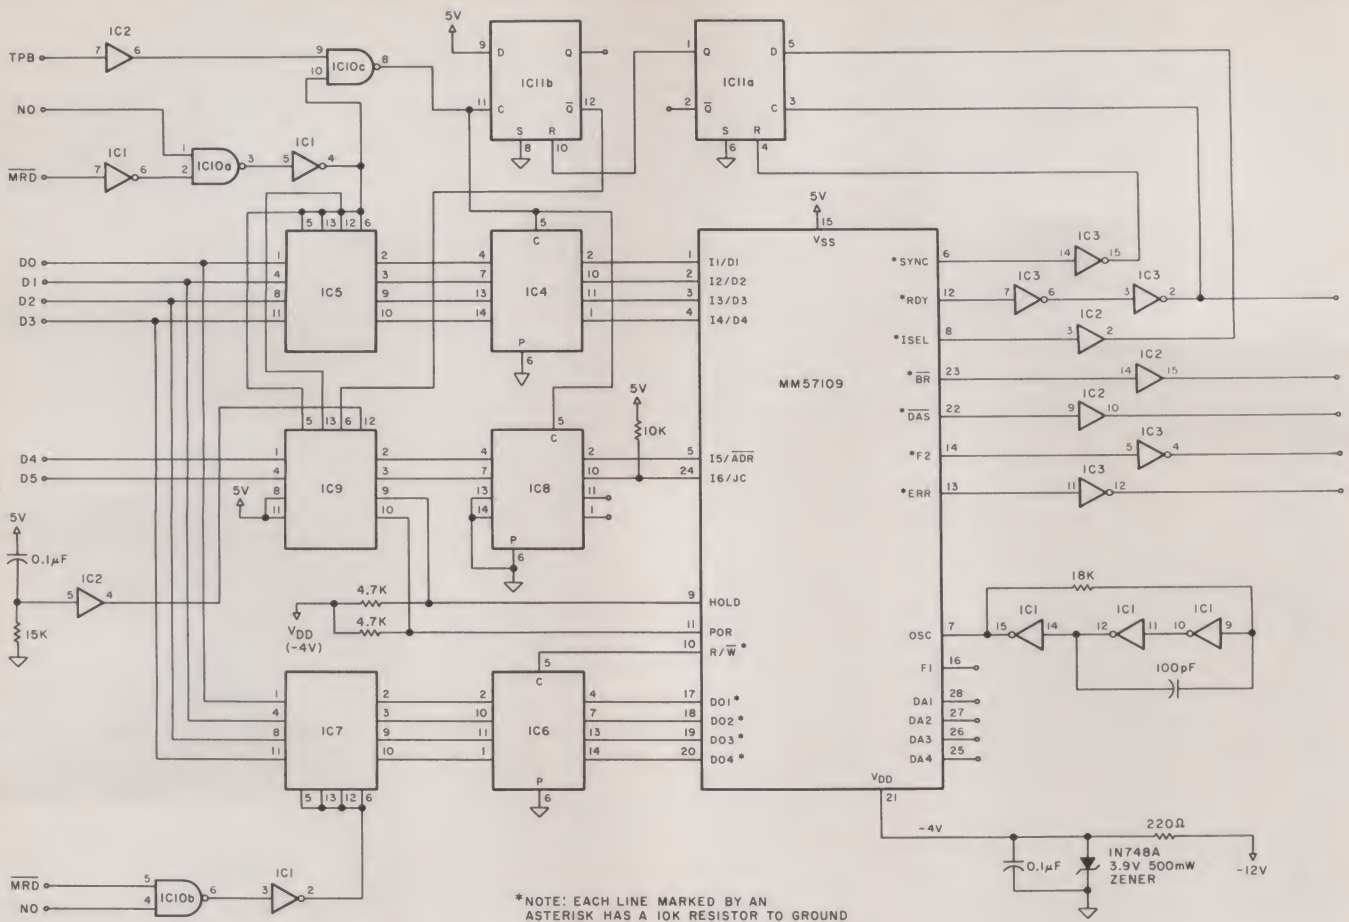 TPB
7
IC2
6
9
10
IC10c
8
NO
1
2
IC10a
3
5
IC1
4
MRD
7
IC1
6
5V
9
D
Q
IC11b
11
C
Q
12
S
R
8
10
1
Q
D
5
IC11a
2
Q
C
3
S
R
6
4
5
13
12
6
D0
1
2
D1
4
3
D2
8
9
D3
11
10
IC5
5
C
4
2
7
10
13
11
14
1
IC4
P
6
5V
15
VSS
1
I1/D1
2
I2/D2
3
I3/D3
4
I4/D4
MM57109
*SYNC
6
14
IC3
15
*RDY
12
7
IC3
6
3
IC3
2
*ISEL
8
3
IC2
2
*BR
23
14
IC2
15
*DAS
22
9
IC2
10
*F2
14
5
IC3
4
*ERR
13
11
IC3
12
5
13
6
12
D4
1
2
D5
4
3
5V
8
9
11
10
IC9
5
C
4
2
7
10
13
11
14
1
IC8
P
6
5V
10K
5
I5/ADR
24
I6/JC
5V
0.1µF
15K
5
IC2
4
VDD
(-4V)
4.7K
4.7K
9
HOLD
11
POR
10
R/W*
1
2
4
3
8
9
11
10
IC7
5
13
12
6
5
C
2
4
10
7
11
13
1
14
IC6
P
6
17
DO1*
18
DO2*
19
DO3*
20
DO4*
18K
OSC
7
15
IC1
14
12
IC1
11
10
IC1
9
100pF
F1
16
DA1
28
DA2
27
DA3
26
DA4
25
VDD
21
-4V
0.1µF
1N748A
3.9V 500mW
ZENER
220Ω
-12V
MRD
5
NO
4
IC10b
6
3
IC1
2
*NOTE: EACH LINE MARKED BY AN
ASTERISK HAS A 10K RESISTOR TO GROUND